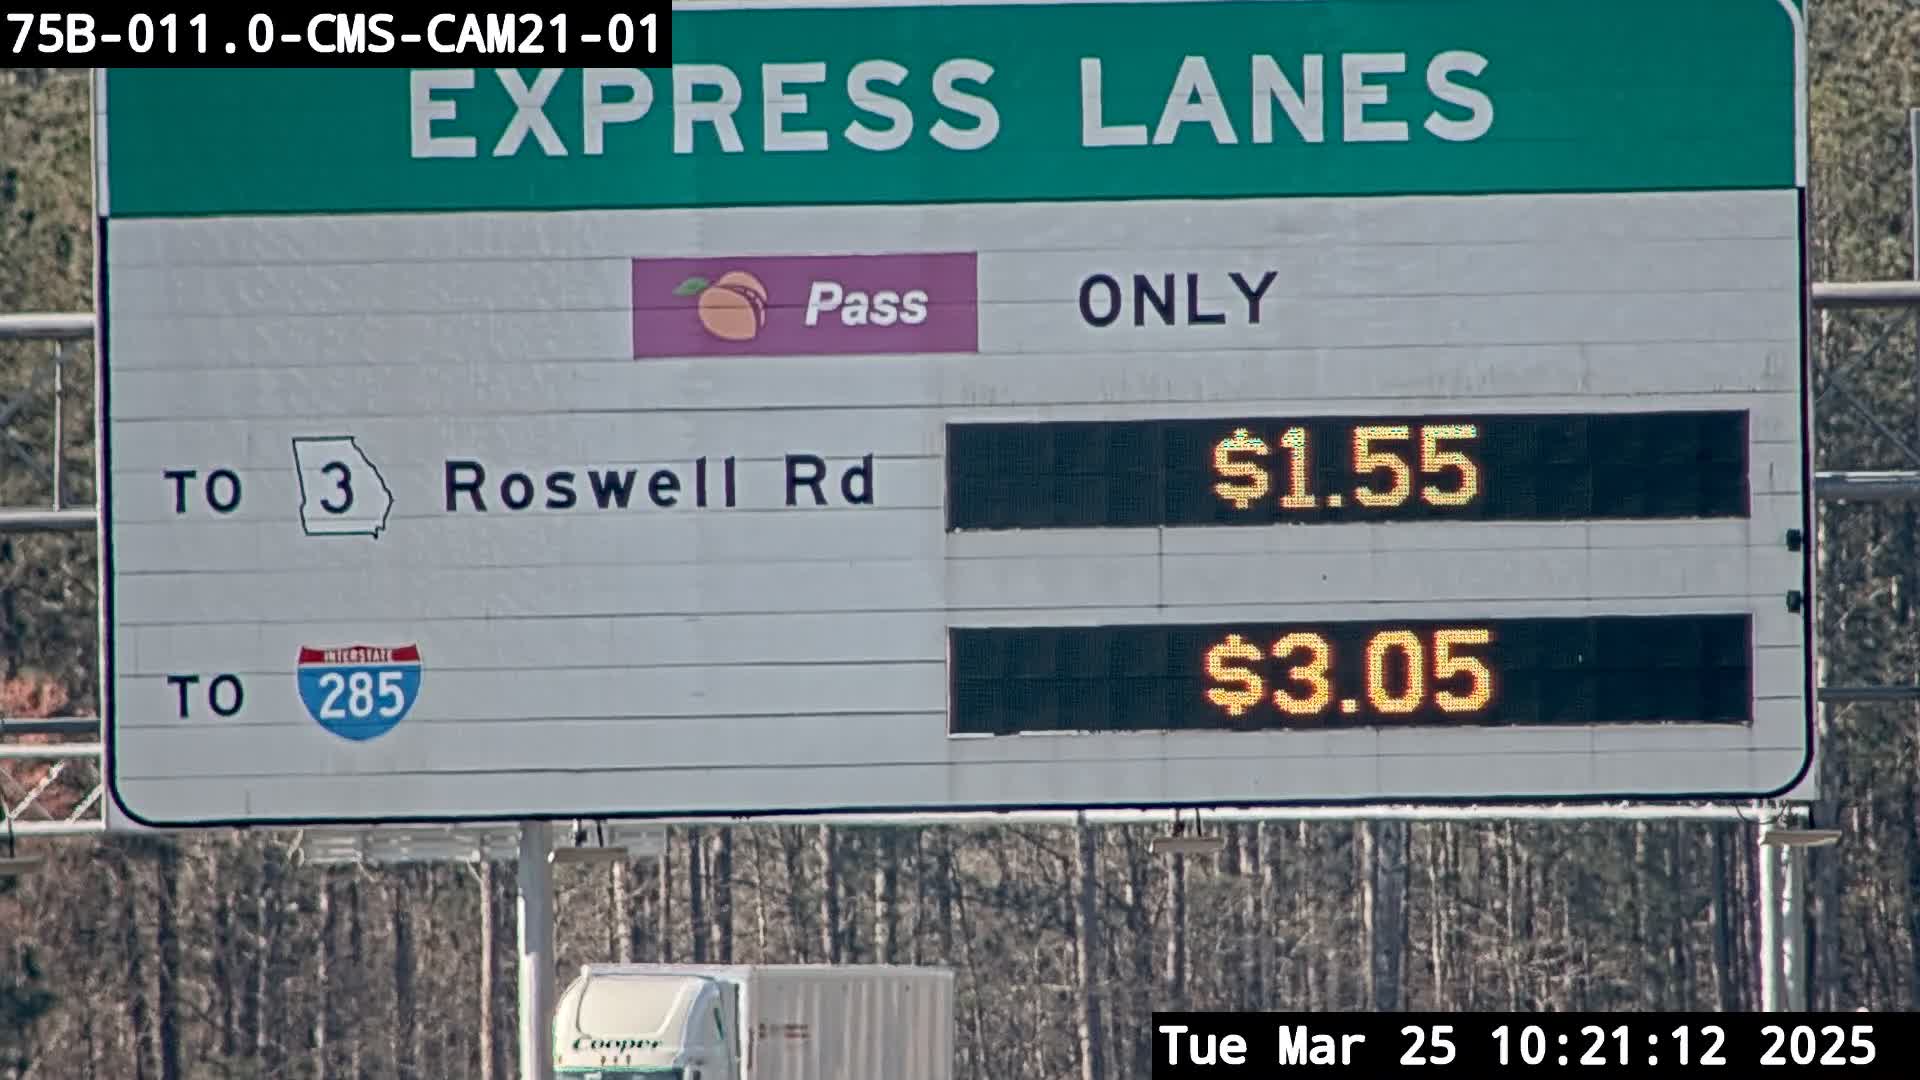 75B-011.0-CMS-CAM21-01
EXPRESS LANES
Pass ONLY
TO 3 Roswell Rd $1.55
INTERSTATE
TO 285 $3.05
Cooper
Tue Mar 25 10:21:12 2025